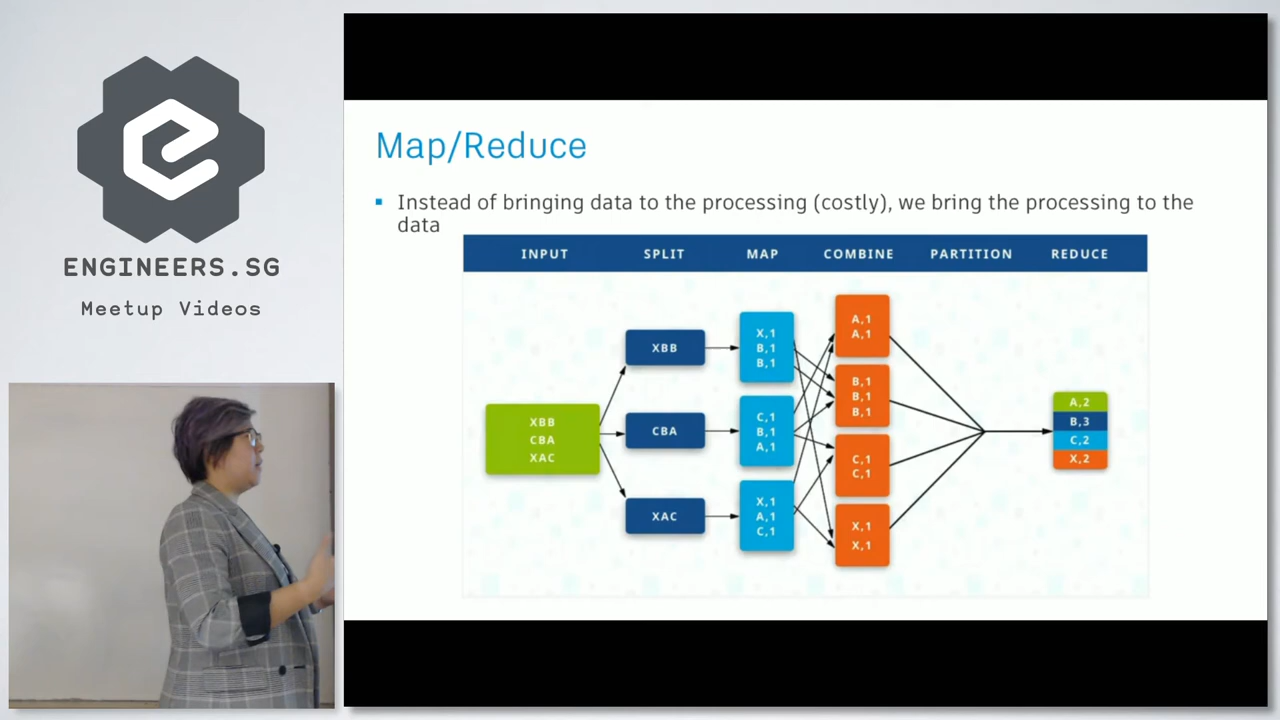 ENGINEERS.SG
Meetup Videos
Map/Reduce
Instead of bringing data to the processing (costly), we bring the processing to the
data
INPUT SPLIT MAP COMBINE PARTITION REDUCE
XBB
CBA
XAC
XBB
CBA
XAC
X,1
B,1
B,1
C,1
B,1
A,1
X,1
A,1
C,1
A,1
A,1
B,1
B,1
B,1
C,1
C,1
X,1
X,1
A,2
B,3
C,2
X,2